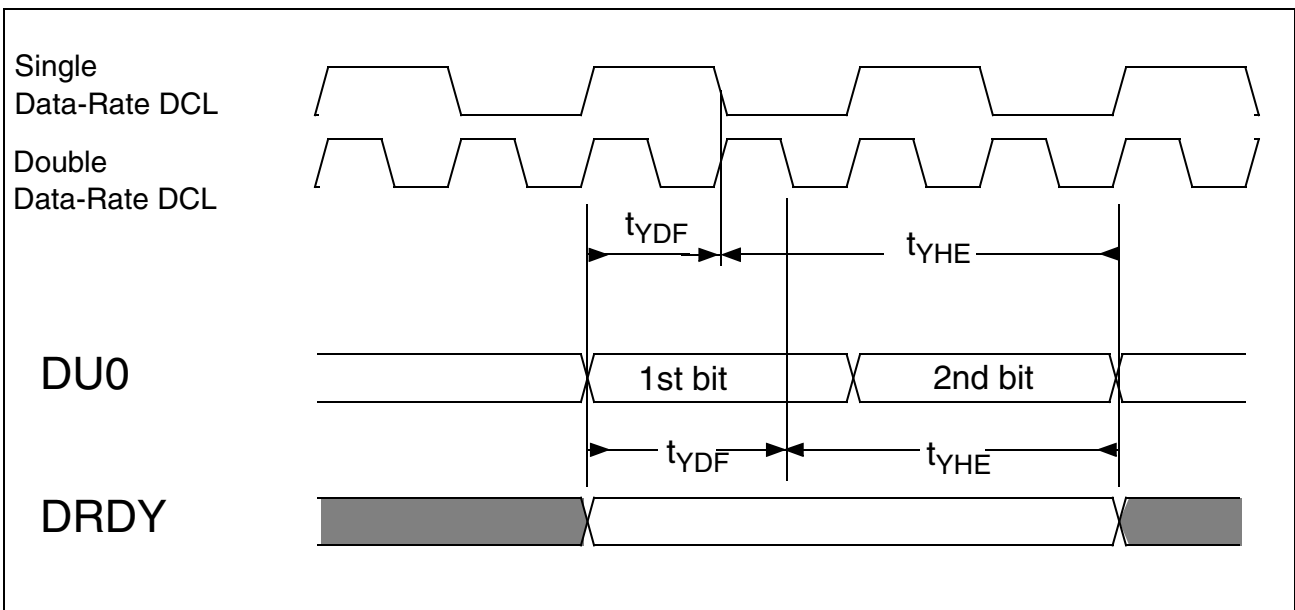 Single
Data-Rate DCL
Double
Data-Rate DCL
tYDF
tYHE
DU0
1st bit
2nd bit
tYDF
tYHE
DRDY